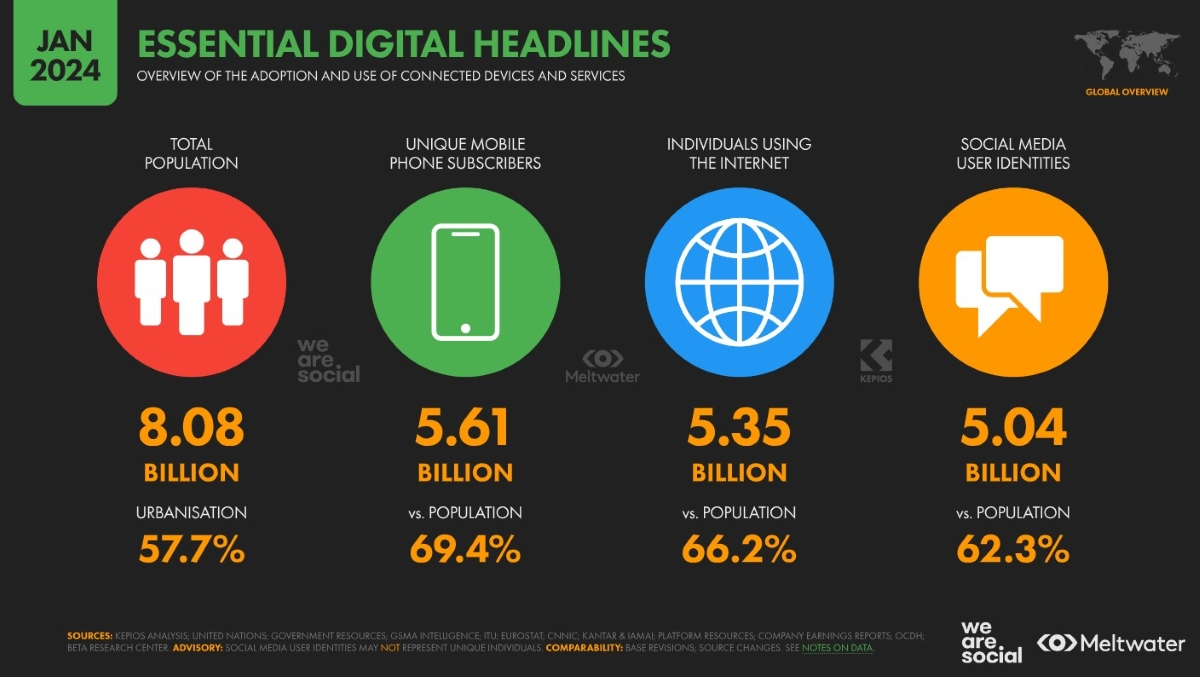 JAN
2024
ESSENTIAL DIGITAL HEADLINES
OVERVIEW OF THE ADOPTION AND USE OF CONNECTED DEVICES AND SERVICES
GLOBAL OVERVIEW
TOTAL
POPULATION
UNIQUE MOBILE
PHONE SUBSCRIBERS
INDIVIDUALS USING
THE INTERNET
SOCIAL MEDIA
USER IDENTITIES
we
are
social
Meltwater
KEPIOS
8.08
BILLION
URBANISATION
57.7%
5.61
BILLION
vs. POPULATION
69.4%
5.35
BILLION
vs. POPULATION
66.2%
5.04
BILLION
vs. POPULATION
62.3%
SOURCES: KEPIOS ANALYSIS; UNITED NATIONS; GOVERNMENT RESOURCES; GSMA INTELLIGENCE; ITU; EUROSTAT; CNNIC; KANTAR & IAMAI; PLATFORM RESOURCES; COMPANY EARNINGS REPORTS; OCDH;
BETA RESEARCH CENTER. ADVISORY: SOCIAL MEDIA USER IDENTITIES MAY NOT REPRESENT UNIQUE INDIVIDUALS. COMPARABILITY: BASE REVISIONS; SOURCE CHANGES. SEE NOTES ON DATA.
we
are
social
Meltwater